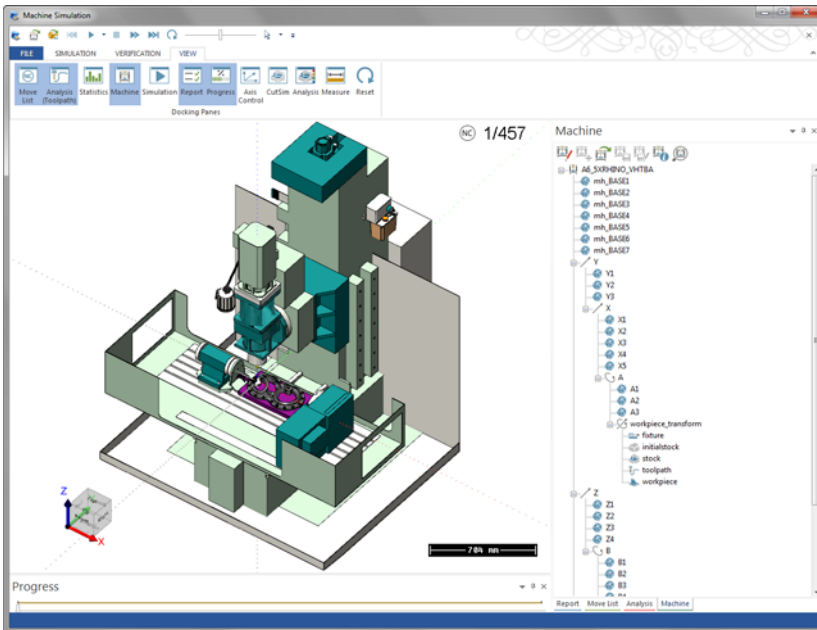 Machine Simulation
FILE SIMULATION VERIFICATION VIEW
Move List
Analysis (Toolpath)
Statistics
Machine
Simulation
Report
Progress
Axis Control
CutSim
Analysis
Measure
Reset
Docking Panes
NC 1/457
Machine
A6_5XRHINO_VHTBA
mh_BASE1
mh_BASE2
mh_BASE3
mh_BASE4
mh_BASE5
mh_BASE6
mh_BASE7
Y
Y1
Y2
Y3
X
X1
X2
X3
X4
X5
A
A1
A2
A3
workpiece_transform
fixture
initialstock
stock
toolpath
workpiece
Z
Z1
Z2
Z3
Z4
B
B1
B2
B3
Z
X
704 mm
Progress
Report Move List Analysis Machine